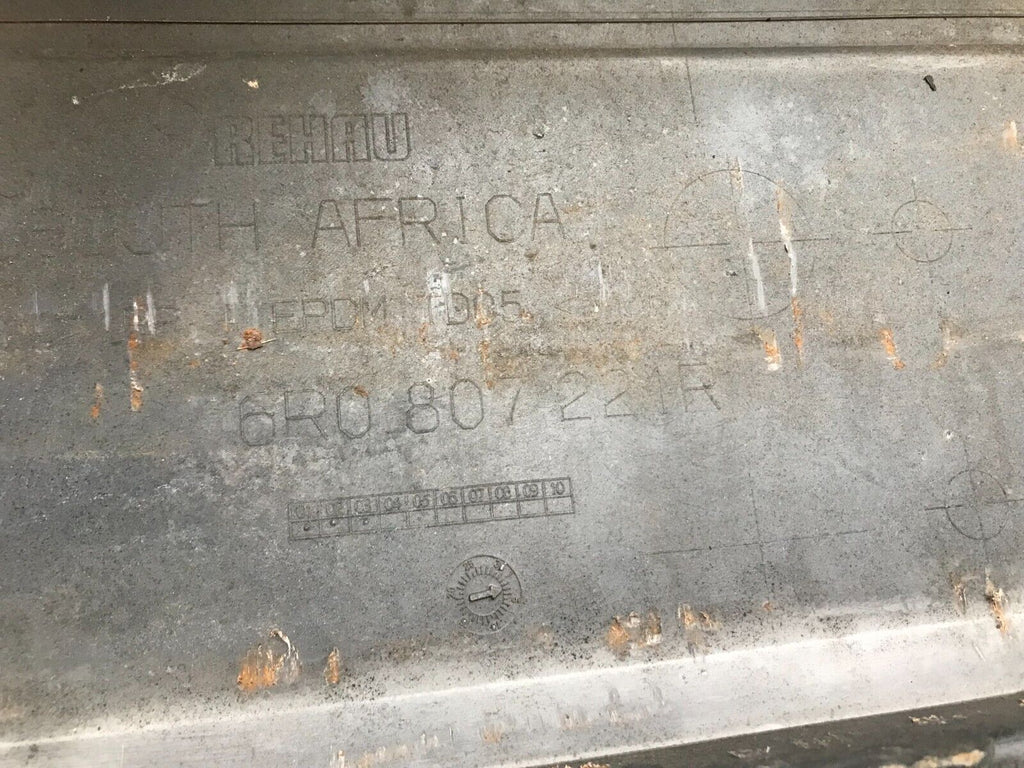 REHAU
SOUTH AFRICA
EPDM TD05
6R0 807 221R
01 02 03 04 05 06 07 08 09 10